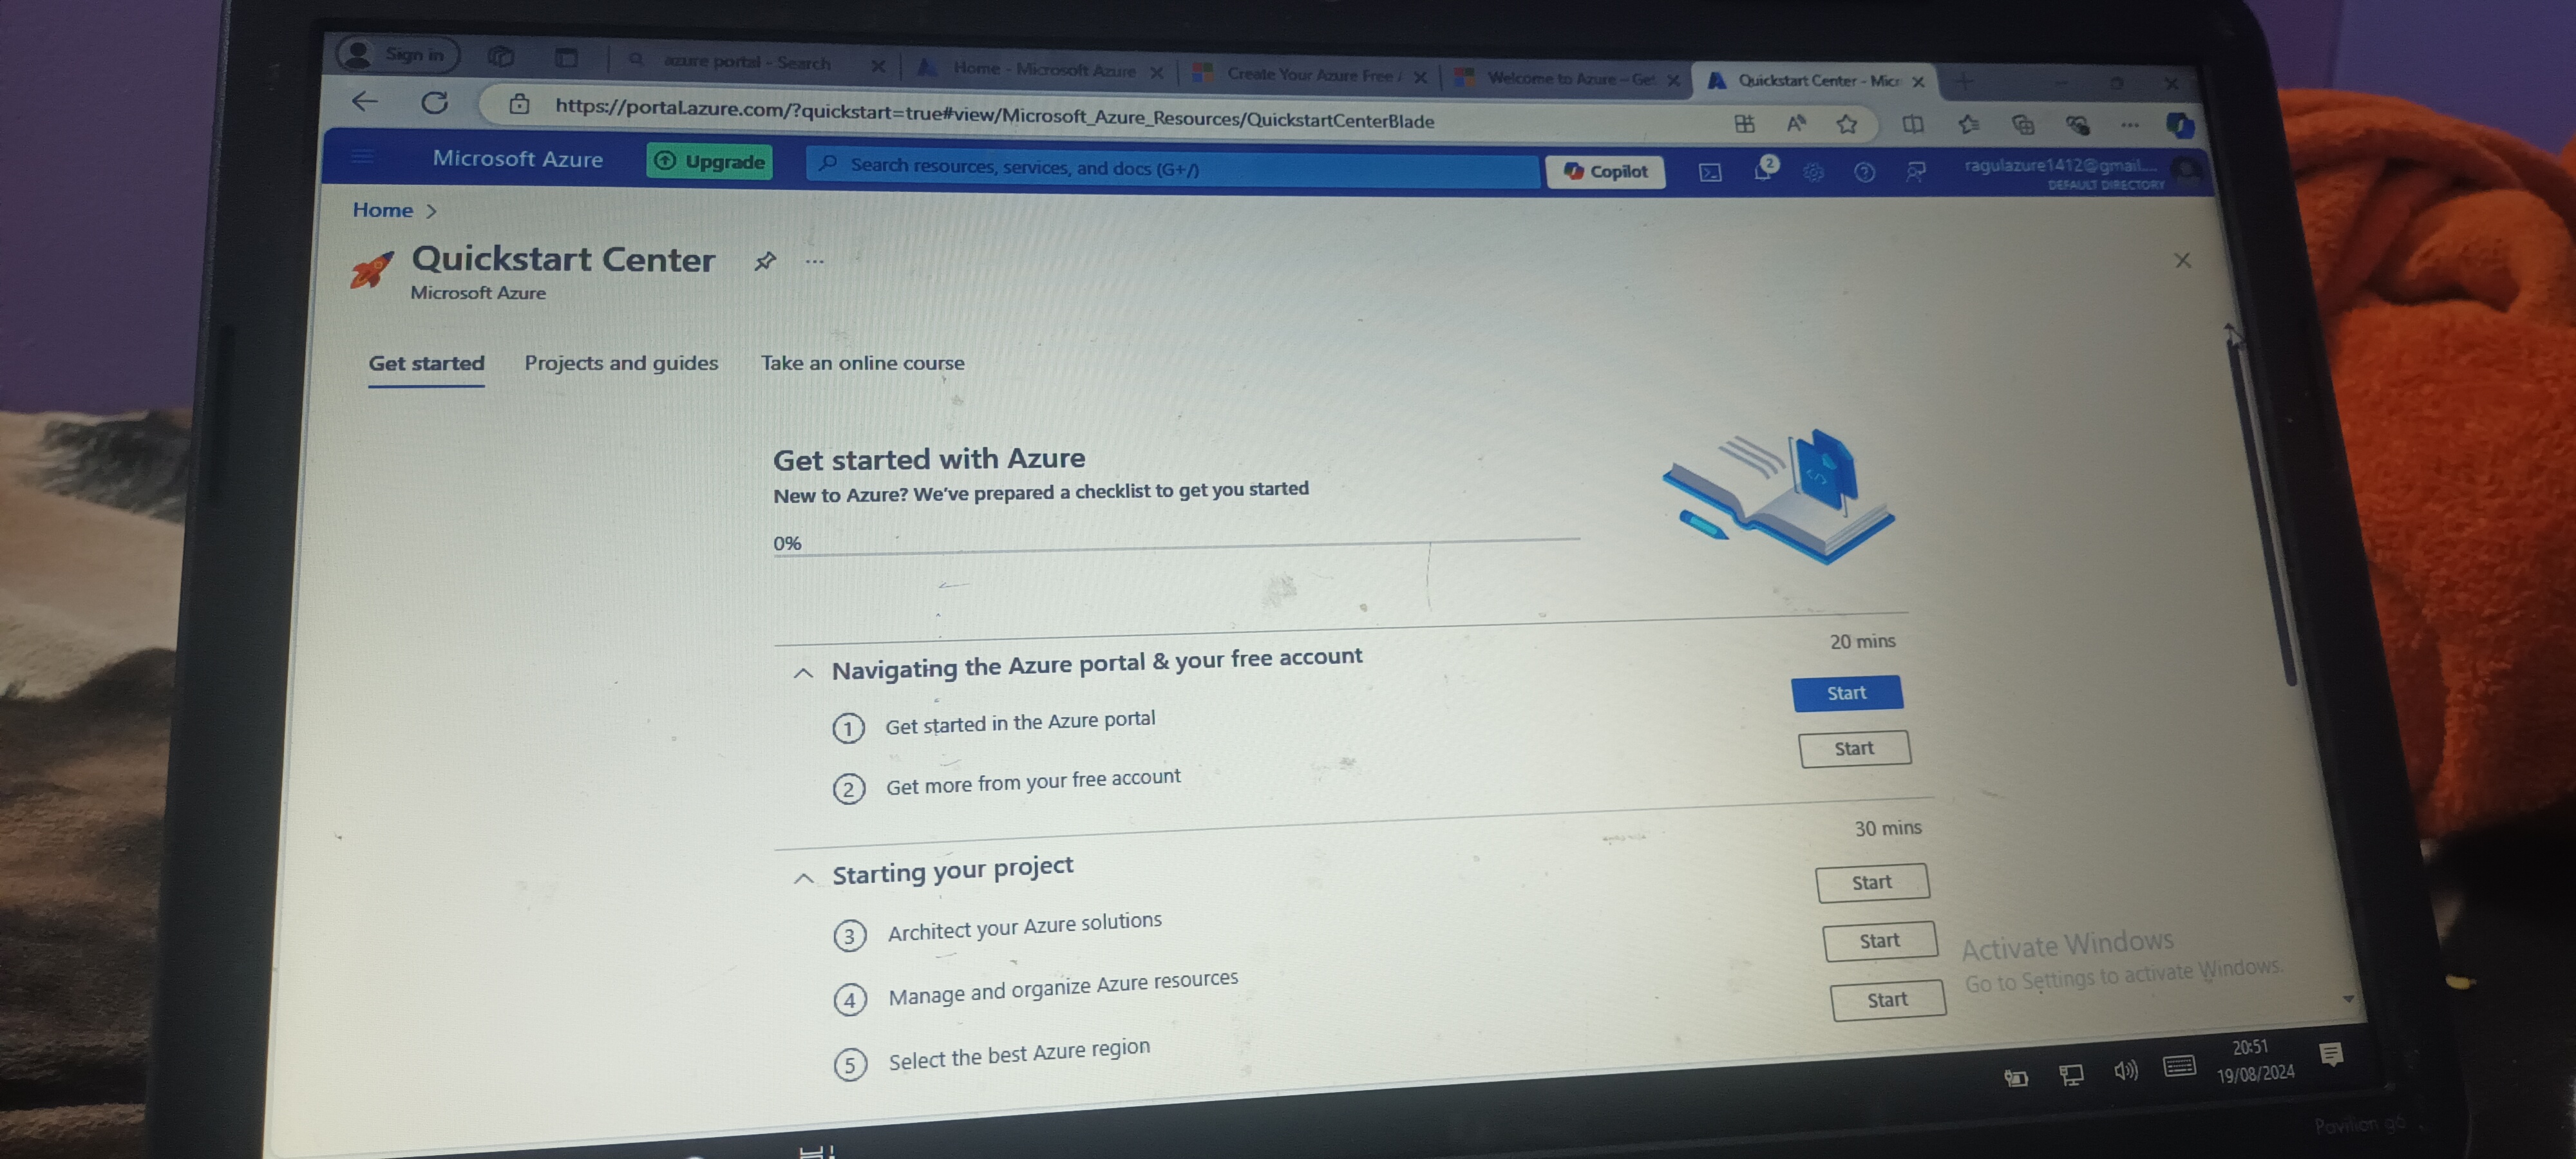 Sign in
azure portal - Search
Home - Microsoft Azure
Create Your Azure Free
Welcome to Azure – Get
Quickstart Center - Micr
https://portal.azure.com/?quickstart=true#view/Microsoft_Azure_Resources/QuickstartCenterBlade
Microsoft Azure
Upgrade
Search resources, services, and docs (G+/)
Copilot
2
ragulazure1412@gmail....
DEFAULT DIRECTORY
Home >
Quickstart Center
...
Microsoft Azure
Get started
Projects and guides
Take an online course
Get started with Azure
New to Azure? We've prepared a checklist to get you started
0%
Navigating the Azure portal & your free account
20 mins
1 Get started in the Azure portal
Start
2 Get more from your free account
Start
Starting your project
30 mins
3 Architect your Azure solutions
Start
4 Manage and organize Azure resources
Start
5 Select the best Azure region
Start
Activate Windows
Go to Settings to activate Windows.
20:51
19/08/2024
Pavilion g6